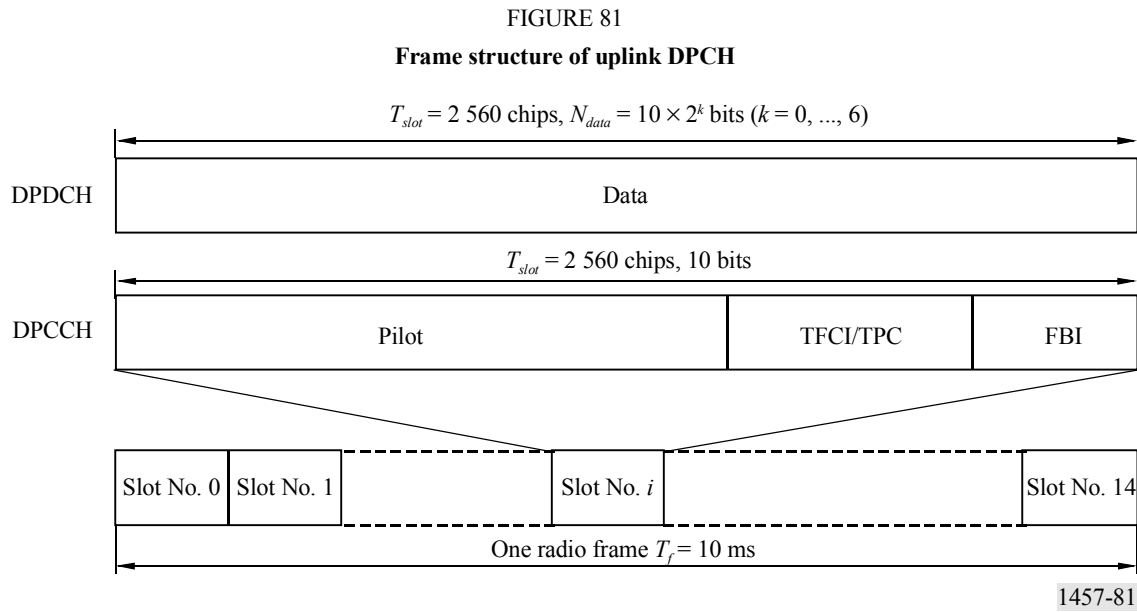 FIGURE 81
Frame structure of uplink DPCH
T_slot = 2 560 chips, N_data = 10 × 2^k bits (k = 0, ..., 6)
DPDCH
Data
T_slot = 2 560 chips, 10 bits
DPCCH
Pilot
TFCI/TPC
FBI
Slot No. 0
Slot No. 1
Slot No. i
Slot No. 14
One radio frame T_f = 10 ms
1457-81